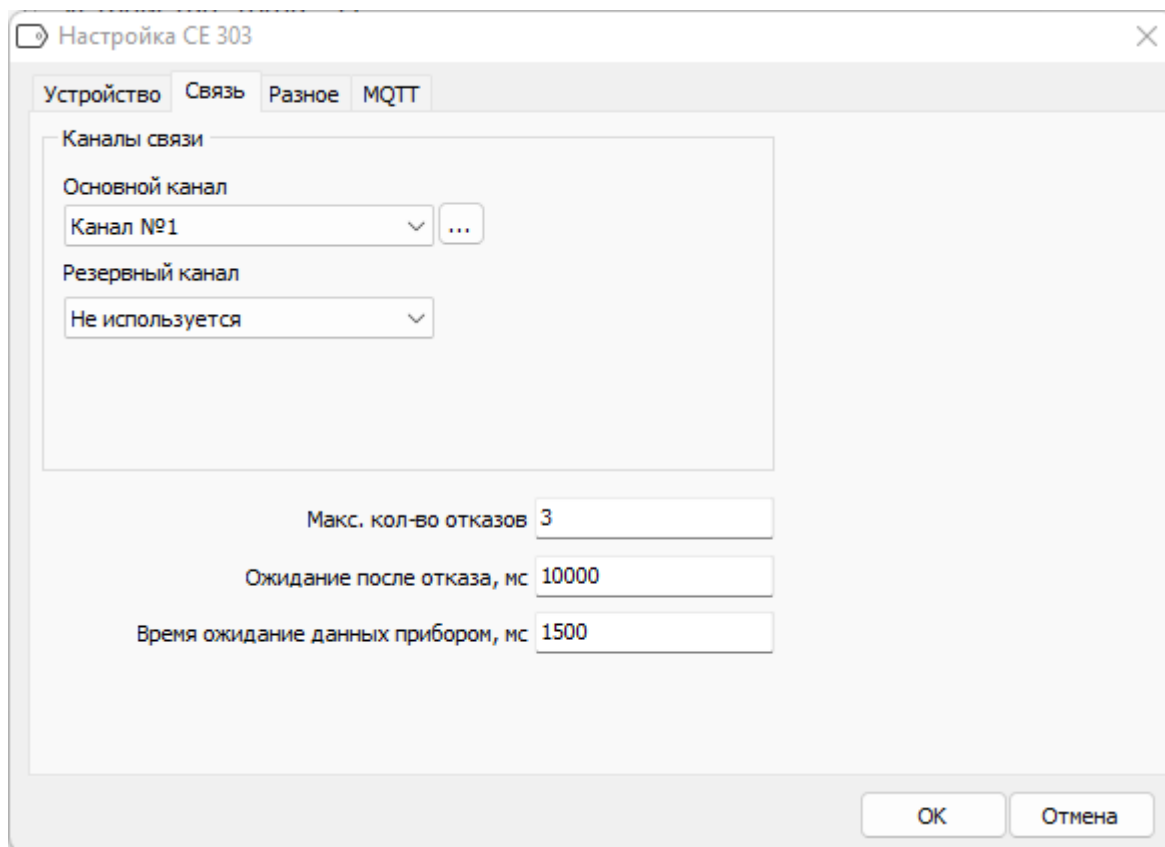 Настройка CE 303
Устройство Связь Разное MQTT
Каналы связи
Основной канал
Канал №1 ...
Резервный канал
Не используется
Макс. кол-во отказов 3
Ожидание после отказа, мс 10000
Время ожидание данных прибором, мс 1500
ОК Отмена